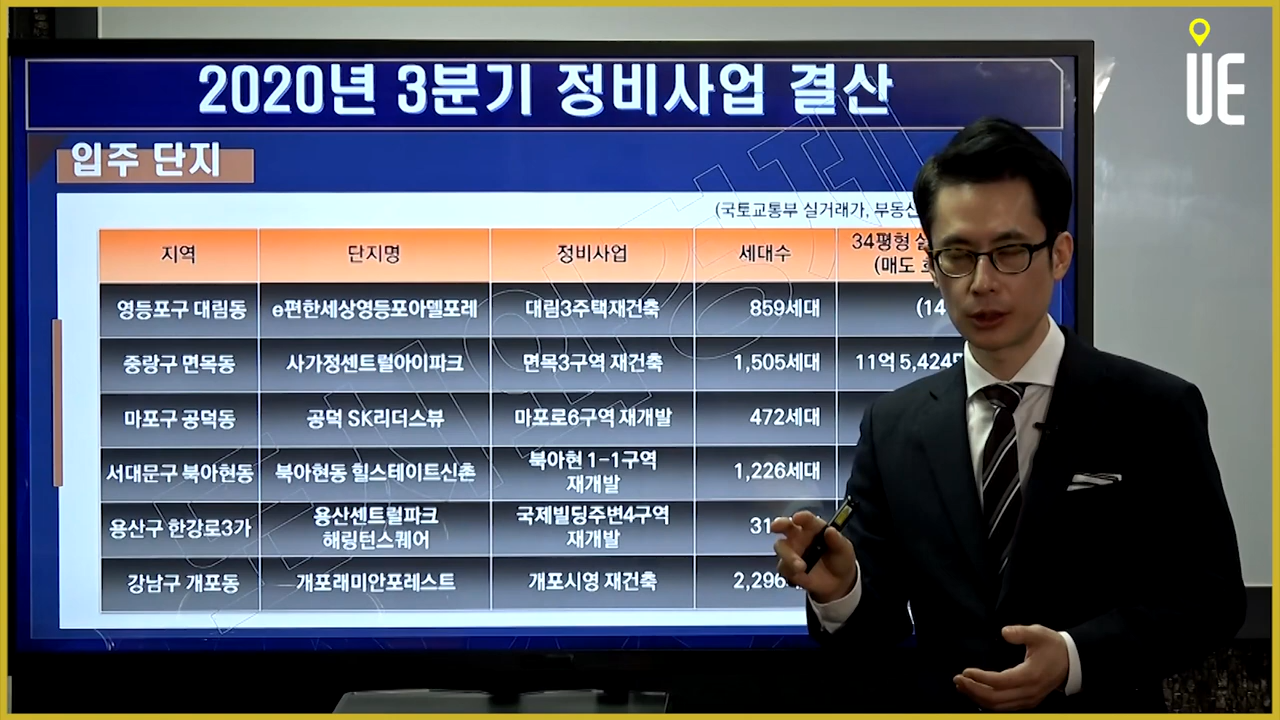 UE
2020년 3분기 정비사업 결산
입주 단지
(국토교통부 실거래가,
지역 단지명 정비사업 세대수 34평형
(매도
영등포구 대림동 e편한세상영등포아델포레 대림3주택재건축 859세대
중랑구 면목동 사가정센트럴아이파크 면목3구역 재건축 1,505세대 11억
마포구 공덕동 공덕 SK리더스뷰 마포로6구역 재개발 472세대
서대문구 북아현동 북아현동 힐스테이트신촌 북아현 1-1구역
재개발 1,226세대
용산구 한강로3가 용산센트럴파크
해링턴스퀘어 국제빌딩주변4구역
재개발
강남구 개포동 개포래미안포레스트 개포시영 재건축